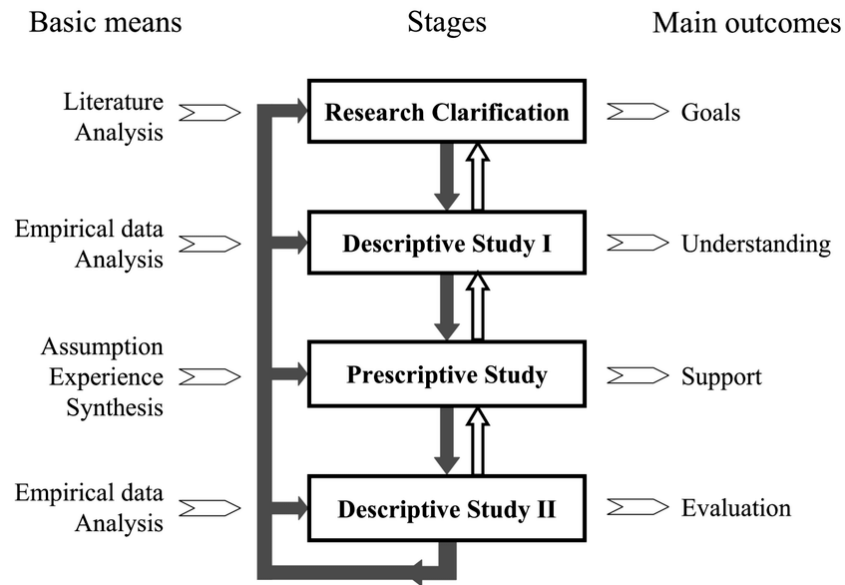 Basic means
Stages
Main outcomes
Literature
Analysis
Research Clarification
Goals
Empirical data
Analysis
Descriptive Study I
Understanding
Assumption
Experience
Synthesis
Prescriptive Study
Support
Empirical data
Analysis
Descriptive Study II
Evaluation